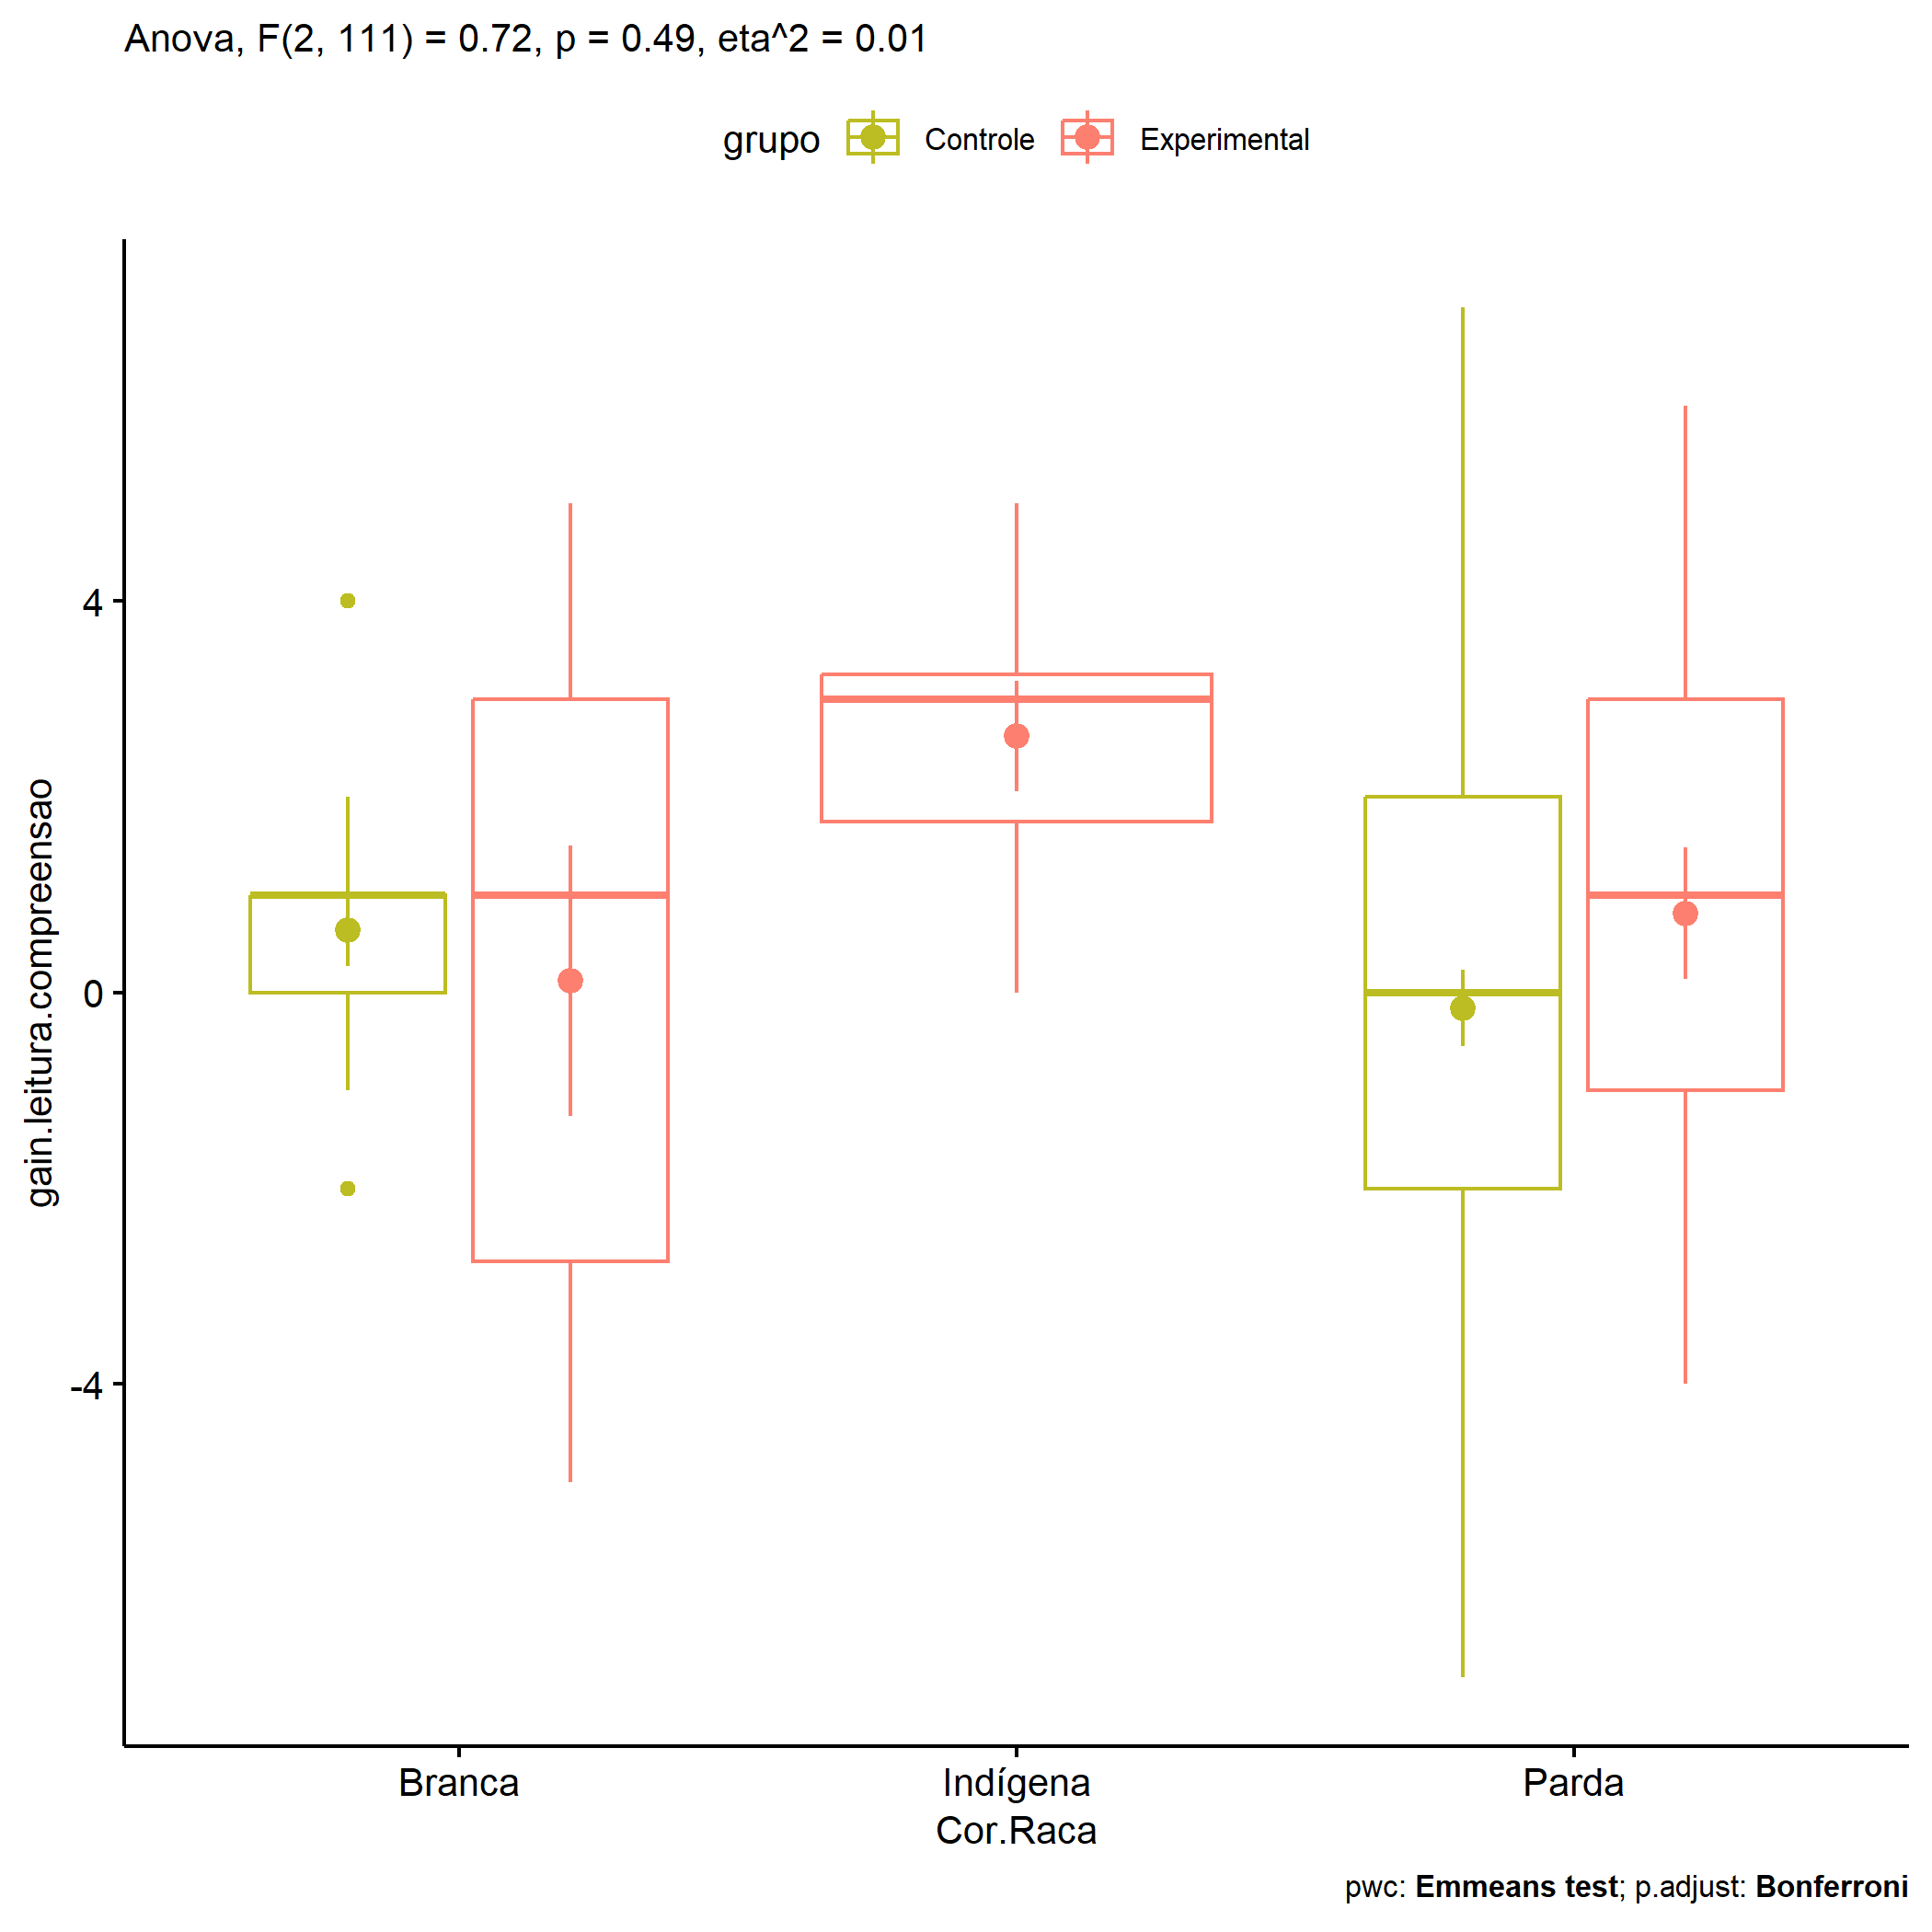 Anova, F(2, 111) = 0.72, p = 0.49, eta^2 = 0.01
grupo Controle Experimental
gain.leitura.compreensao
4
0
-4
Branca Indígena Parda
Cor.Raca
pwc: Emmeans test; p.adjust: Bonferroni